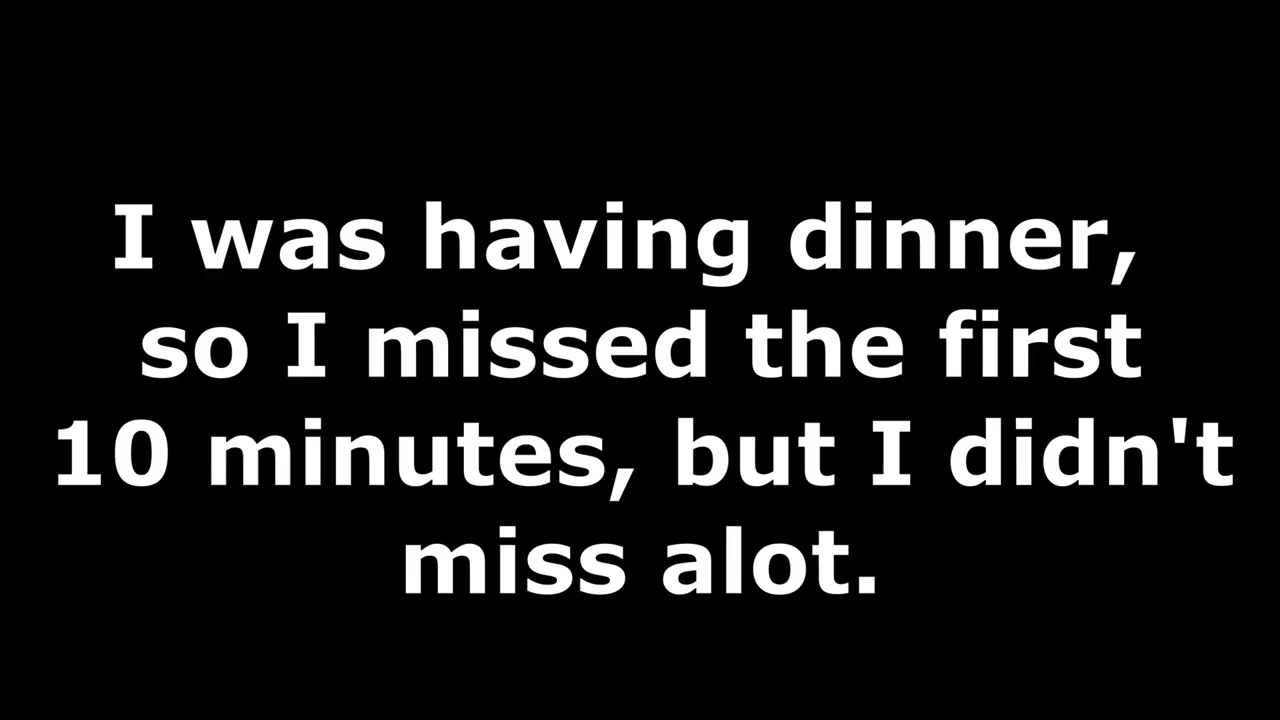 I was having dinner,
so I missed the first
10 minutes, but I didn't
miss alot.